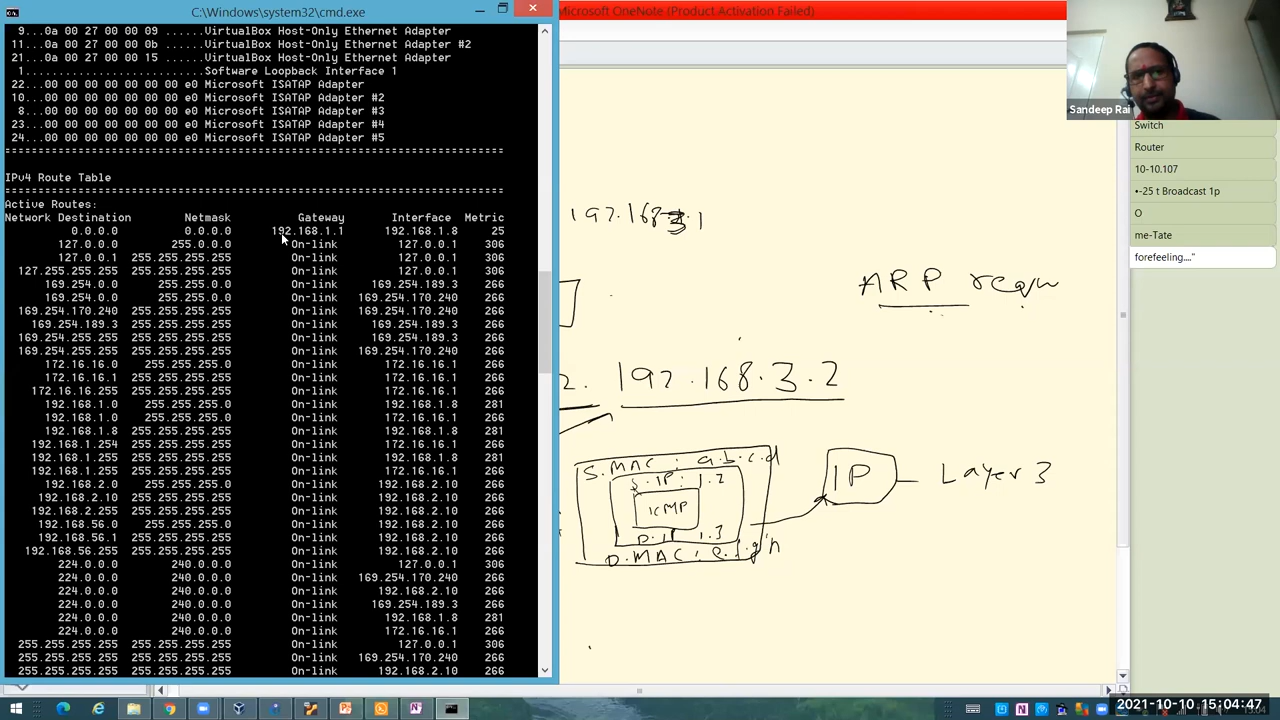 C:\Windows\system32\cmd.exe
Microsoft OneNote (Product Activation Failed)
9...0a 00 27 00 00 09 ......VirtualBox Host-Only Ethernet Adapter
11...0a 00 27 00 00 0b ......VirtualBox Host-Only Ethernet Adapter #2
21...0a 00 27 00 00 15 ......VirtualBox Host-Only Ethernet Adapter
1...........................Software Loopback Interface 1
22...00 00 00 00 00 00 00 e0 Microsoft ISATAP Adapter
10...00 00 00 00 00 00 00 e0 Microsoft ISATAP Adapter #2
8...00 00 00 00 00 00 00 e0 Microsoft ISATAP Adapter #3
23...00 00 00 00 00 00 00 e0 Microsoft ISATAP Adapter #4
24...00 00 00 00 00 00 00 e0 Microsoft ISATAP Adapter #5
IPv4 Route Table
Active Routes:
Network Destination Netmask Gateway Interface Metric
0.0.0.0 0.0.0.0 192.168.1.1 192.168.1.8 25
127.0.0.0 255.0.0.0 On-link 127.0.0.1 306
127.0.0.1 255.255.255.255 On-link 127.0.0.1 306
127.255.255.255 255.255.255.255 On-link 127.0.0.1 306
169.254.0.0 255.255.0.0 On-link 169.254.189.3 266
169.254.0.0 255.255.0.0 On-link 169.254.170.240 266
169.254.170.240 255.255.255.255 On-link 169.254.170.240 266
169.254.189.3 255.255.255.255 On-link 169.254.189.3 266
169.254.255.255 255.255.255.255 On-link 169.254.189.3 266
169.254.255.255 255.255.255.255 On-link 169.254.170.240 266
172.16.16.0 255.255.255.0 On-link 172.16.16.1 266
172.16.16.1 255.255.255.255 On-link 172.16.16.1 266
172.16.16.255 255.255.255.255 On-link 172.16.16.1 266
192.168.1.0 255.255.255.0 On-link 192.168.1.8 281
192.168.1.0 255.255.255.0 On-link 172.16.16.1 266
192.168.1.8 255.255.255.255 On-link 192.168.1.8 281
192.168.1.254 255.255.255.255 On-link 172.16.16.1 266
192.168.1.255 255.255.255.255 On-link 192.168.1.8 281
192.168.1.255 255.255.255.255 On-link 172.16.16.1 266
192.168.2.0 255.255.255.0 On-link 192.168.2.10 266
192.168.2.10 255.255.255.255 On-link 192.168.2.10 266
192.168.2.255 255.255.255.255 On-link 192.168.2.10 266
192.168.56.0 255.255.255.0 On-link 192.168.2.10 266
192.168.56.1 255.255.255.255 On-link 192.168.2.10 266
192.168.56.255 255.255.255.255 On-link 192.168.2.10 266
224.0.0.0 240.0.0.0 On-link 127.0.0.1 306
224.0.0.0 240.0.0.0 On-link 169.254.170.240 266
224.0.0.0 240.0.0.0 On-link 192.168.2.10 266
224.0.0.0 240.0.0.0 On-link 169.254.189.3 266
224.0.0.0 240.0.0.0 On-link 192.168.1.8 281
224.0.0.0 240.0.0.0 On-link 172.16.16.1 266
255.255.255.255 255.255.255.255 On-link 127.0.0.1 306
255.255.255.255 255.255.255.255 On-link 169.254.170.240 266
255.255.255.255 255.255.255.255 On-link 192.168.2.10 266
192.168.3.1
ARP requ
2. 192.168.3.2
S.MAC: a.b.c.d
S.IP: 1.2
ICMP
D.IP 1.3
IP Layer 3
Sandeep Rai
Switch
Router
10-10.107
•-25 t Broadcast 1p
O
me-Tate
forefeeling...."
2021-10-10 15:04:47